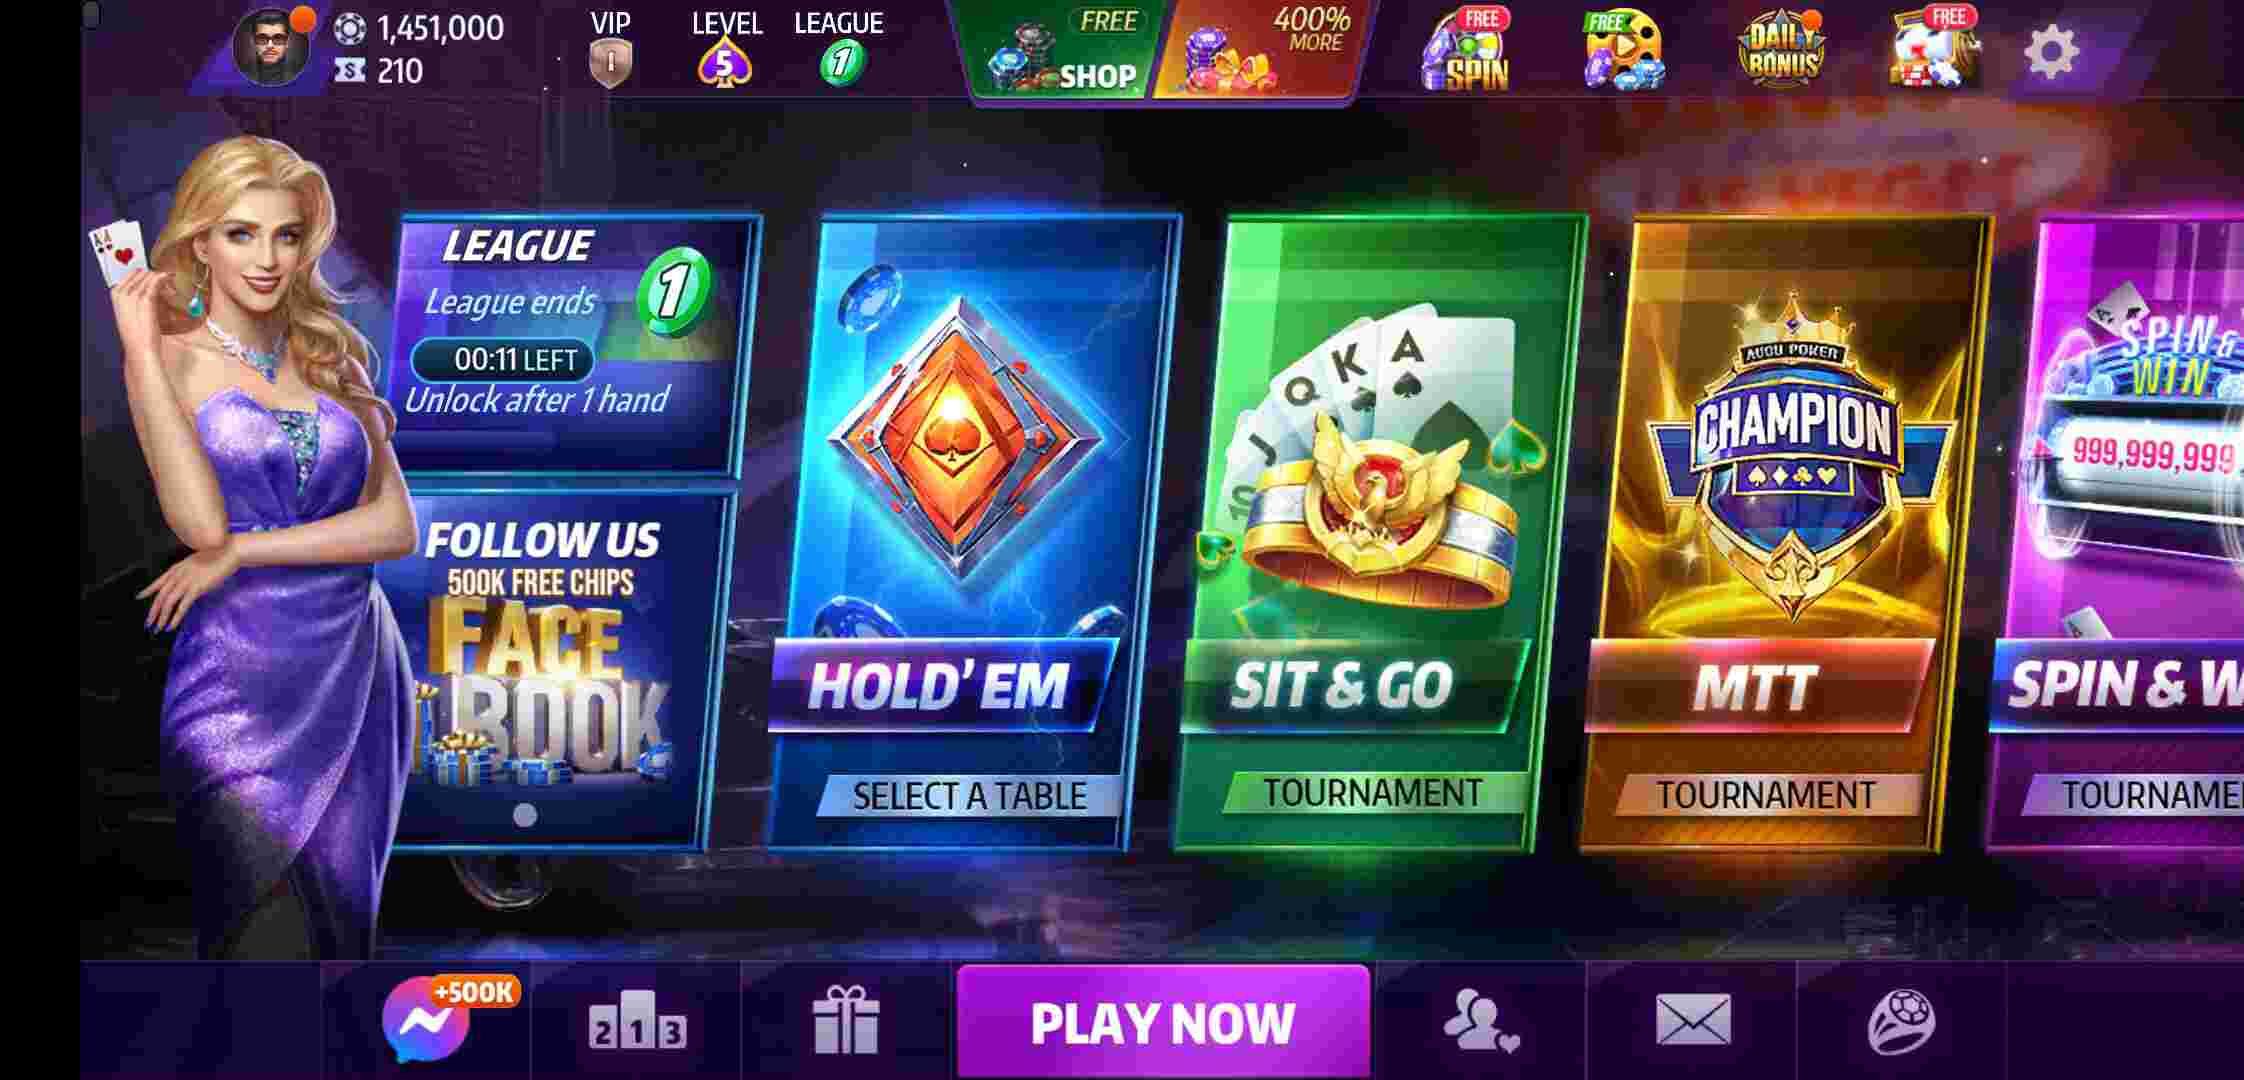 1,451,000
210
VIP
1
LEVEL
5
LEAGUE
1
FREE
SHOP
400%
MORE
FREE
SPIN
FREE
DAILY
BONUS
FREE
LEAGUE
League ends
1
00:11 LEFT
Unlock after 1 hand
FOLLOW US
500K FREE CHIPS
FACE
BOOK
HOLD'EM
SELECT A TABLE
A
K
Q
J
10
SIT & GO
TOURNAMENT
CHAMPION
MTT
TOURNAMENT
SPIN &
WIN
999,999,999
SPIN & W
TOURNAME
+500K
2 1 3
PLAY NOW